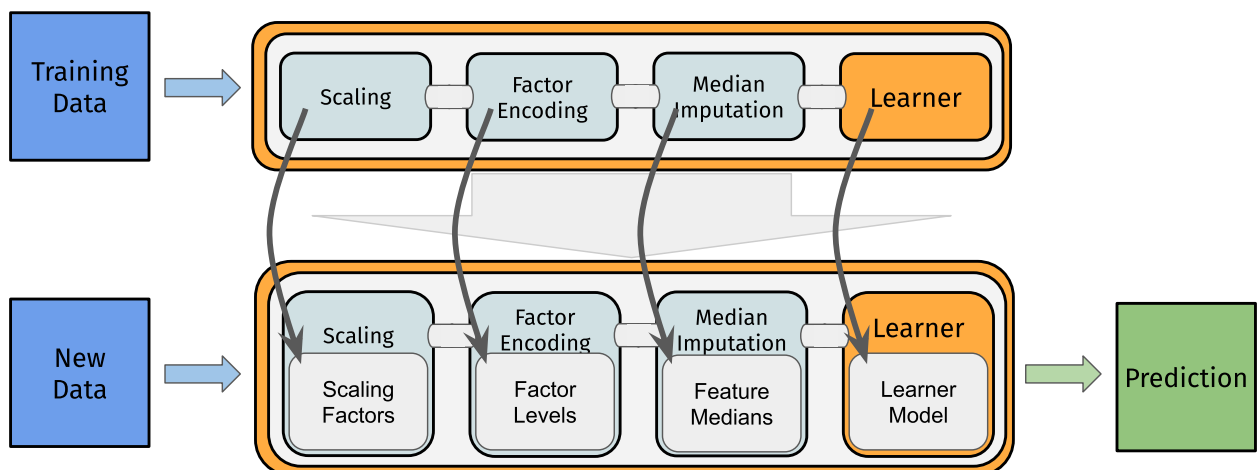 Training
Data
Scaling
Factor
Encoding
Median
Imputation
Learner
New
Data
Scaling
Scaling
Factors
Factor
Encoding
Factor
Levels
Median
Imputation
Feature
Medians
Learner
Learner
Model
Prediction